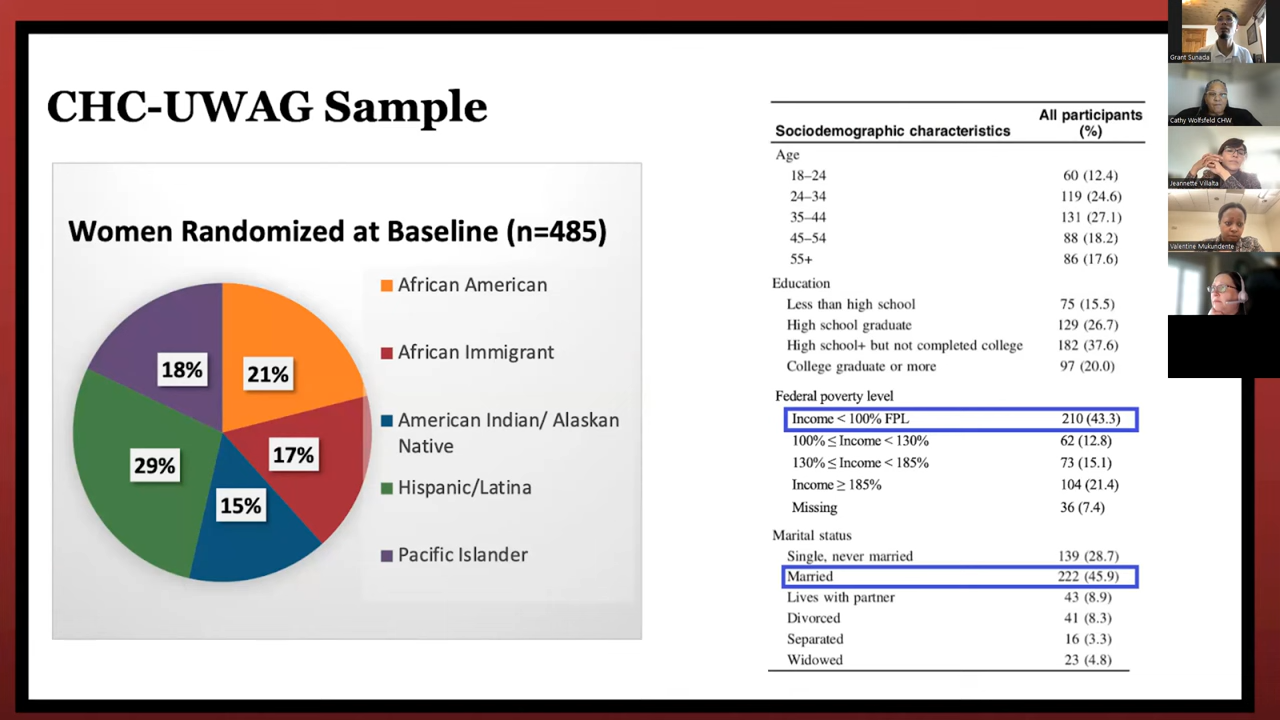 CHC-UWAG Sample
Women Randomized at Baseline (n=485)
18%
21%
17%
29%
15%
African American
African Immigrant
American Indian/ Alaskan
Native
Hispanic/Latina
Pacific Islander
Sociodemographic characteristics All participants
(%)
Age
18–24 60 (12.4)
24–34 119 (24.6)
35–44 131 (27.1)
45–54 88 (18.2)
55+ 86 (17.6)
Education
Less than high school 75 (15.5)
High school graduate 129 (26.7)
High school+ but not completed college 182 (37.6)
College graduate or more 97 (20.0)
Federal poverty level
Income < 100% FPL 210 (43.3)
100% ≤ Income < 130% 62 (12.8)
130% ≤ Income < 185% 73 (15.1)
Income ≥ 185% 104 (21.4)
Missing 36 (7.4)
Marital status
Single, never married 139 (28.7)
Married 222 (45.9)
Lives with partner 43 (8.9)
Divorced 41 (8.3)
Separated 16 (3.3)
Widowed 23 (4.8)
Grant Sunada
Cathy Wolfsfeld CHW
Jeannette Villalta
Valentine Mukundente